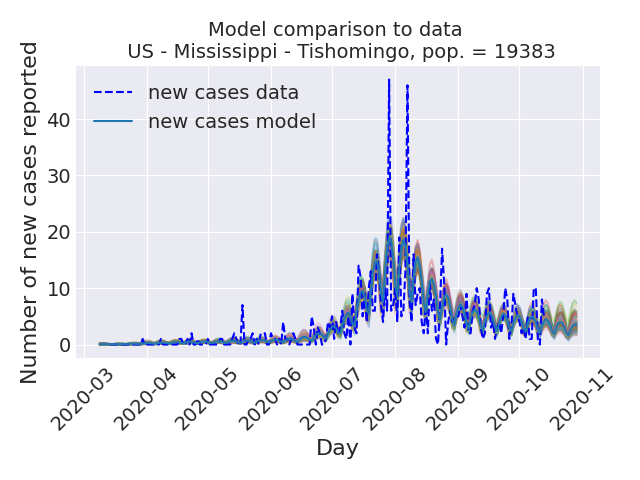 Model comparison to data
US - Mississippi - Tishomingo, pop. = 19383
Number of new cases reported
new cases data
new cases model
40
30
20
10
0
2020-03
2020-04
2020-05
2020-06
2020-07
2020-08
2020-09
2020-10
2020-11
Day